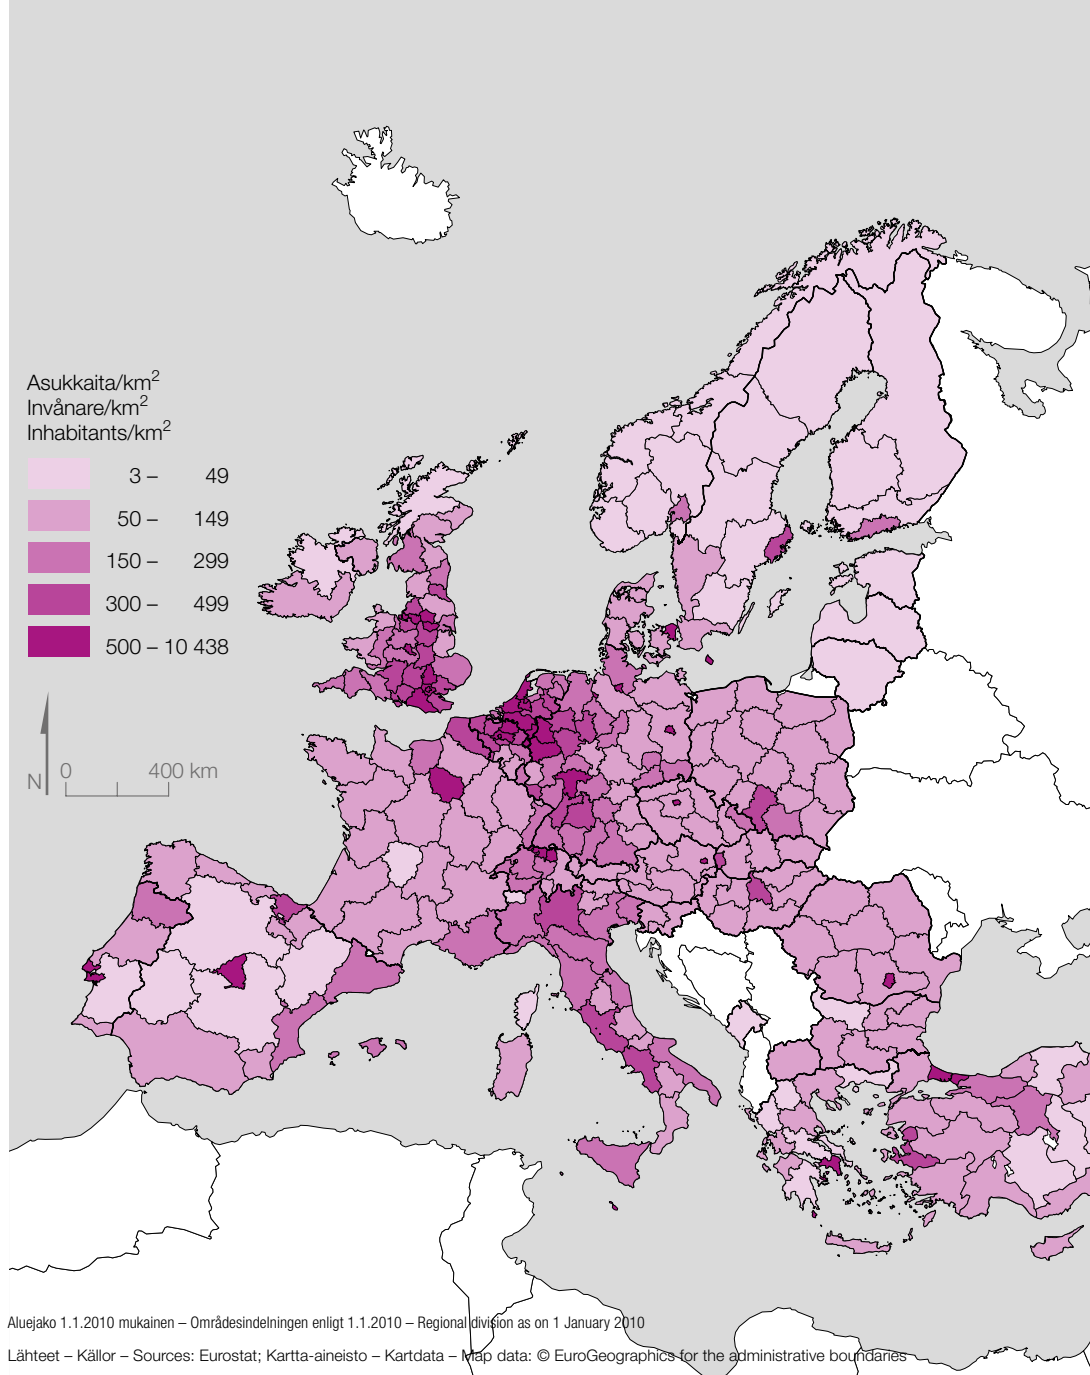 Asukkaita/km²
Invånare/km²
Inhabitants/km²
3 – 49
50 – 149
150 – 299
300 – 499
500 – 10 438
N 0 400 km
Aluejako 1.1.2010 mukainen – Områdesindelningen enligt 1.1.2010 – Regional division as on 1 January 2010
Lähteet – Källor – Sources: Eurostat; Kartta-aineisto – Kartdata – Map data: © EuroGeographics for the administrative boundaries